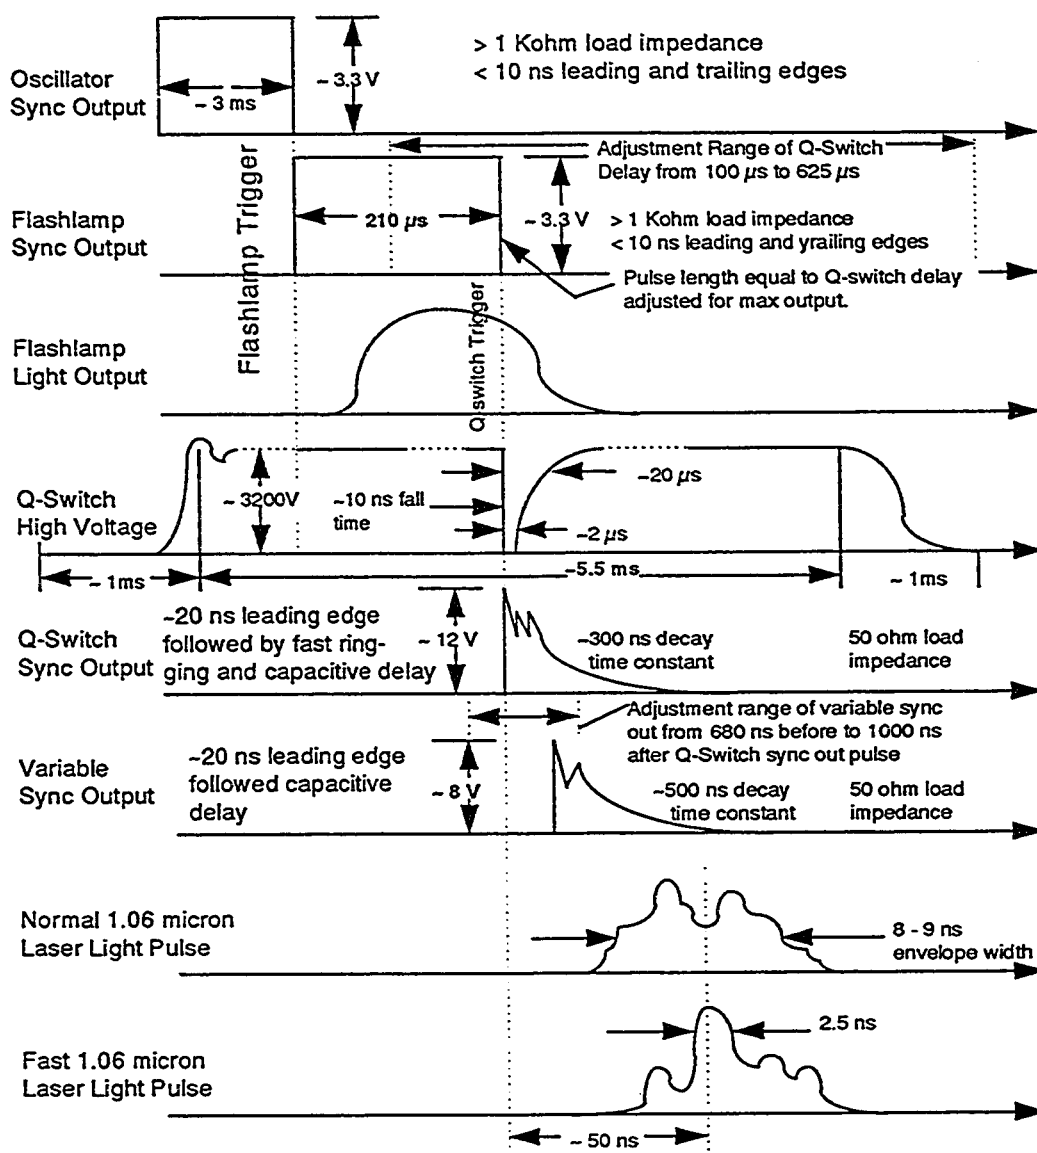 > 1 Kohm load impedance
< 10 ns leading and trailing edges
Oscillator
Sync Output
~ 3.3 V
~ 3 ms
Flashlamp Trigger
Adjustment Range of Q-Switch
Delay from 100 µs to 625 µs
Flashlamp
Sync Output
210 µs
~ 3.3 V
> 1 Kohm load impedance
< 10 ns leading and yrailing edges
Pulse length equal to Q-switch delay
adjusted for max output.
Flashlamp
Light Output
Q-switch Trigger
Q-Switch
High Voltage
~ 3200V
~10 ns fall
time
~20 µs
~2 µs
~ 1ms
~5.5 ms
~ 1ms
Q-Switch
Sync Output
~20 ns leading edge
followed by fast ring-
ging and capacitive delay
~ 12 V
~300 ns decay
time constant
50 ohm load
impedance
Adjustment range of variable sync
out from 680 ns before to 1000 ns
after Q-Switch sync out pulse
Variable
Sync Output
~20 ns leading edge
followed capacitive
delay
~ 8 V
~500 ns decay
time constant
50 ohm load
impedance
Normal 1.06 micron
Laser Light Pulse
8 - 9 ns
envelope width
Fast 1.06 micron
Laser Light Pulse
2.5 ns
~ 50 ns